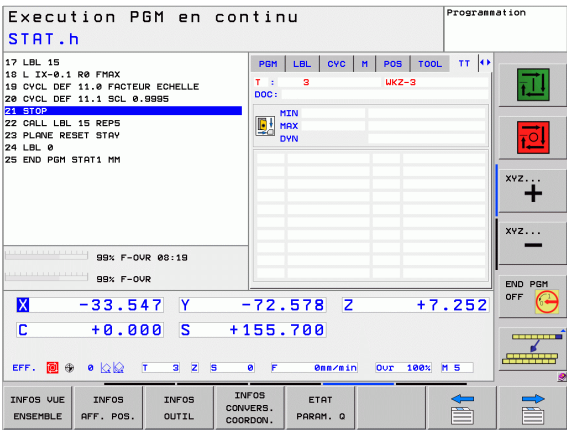 Execution PGM en continu
Programmation
STAT.h
17 LBL 15
18 L IX-0.1 R0 FMAX
19 CYCL DEF 11.0 FACTEUR ECHELLE
20 CYCL DEF 11.1 SCL 0.9995
21 STOP
22 CALL LBL 15 REP5
23 PLANE RESET STAY
24 LBL 0
25 END PGM STAT1 MM
99% F-OVR 08:19
99% F-OVR
PGM LBL CYC M POS TOOL TT
T : 3 WKZ-3
DOC:
MIN
MAX
DYN
X -33.547 Y -72.578 Z +7.252
C +0.000 S +155.700
EFF. 0 T 3 Z S 0 F 0mm/min Ovr 100% M 5
XYZ...
+
XYZ...
-
END PGM
OFF
INFOS VUE
ENSEMBLE
INFOS
AFF. POS.
INFOS
OUTIL
INFOS
CONVERS.
COORDON.
ETAT
PARAM. Q